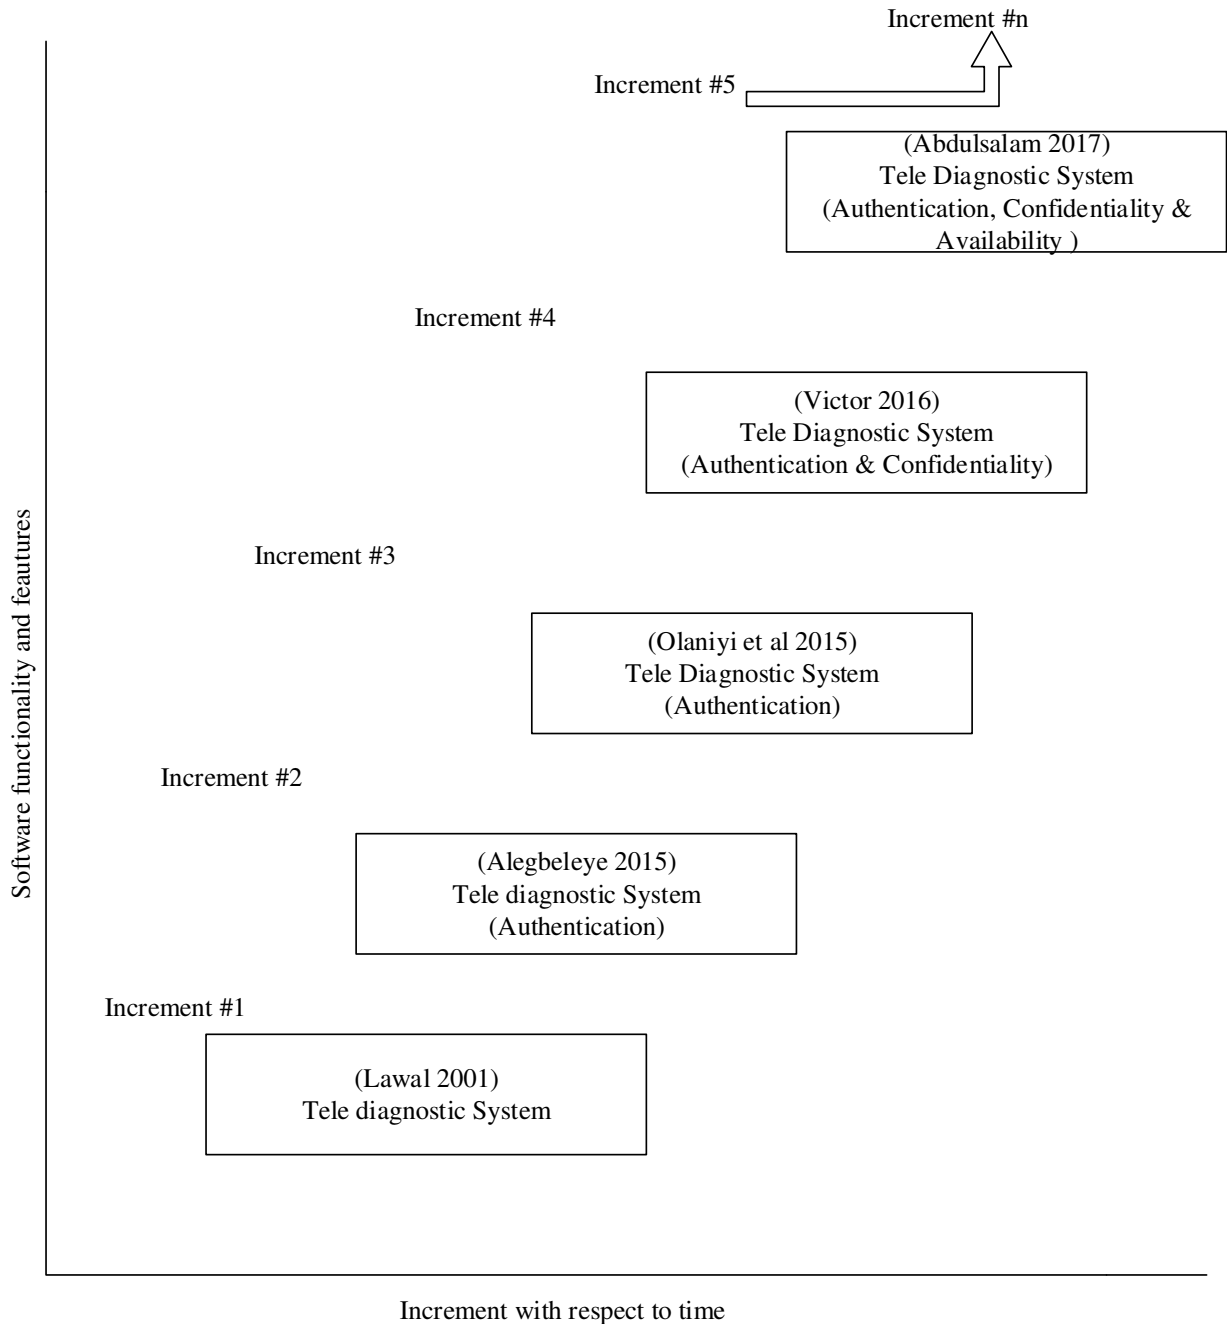 Increment #n
Increment #5
(Abdulsalam 2017)
Tele Diagnostic System
(Authentication, Confidentiality &
Availability )
Increment #4
(Victor 2016)
Tele Diagnostic System
(Authentication & Confidentiality)
Increment #3
(Olaniyi et al 2015)
Tele Diagnostic System
(Authentication)
Increment #2
(Alegbeleye 2015)
Tele diagnostic System
(Authentication)
Increment #1
(Lawal 2001)
Tele diagnostic System
Software functionality and feautures
Increment with respect to time